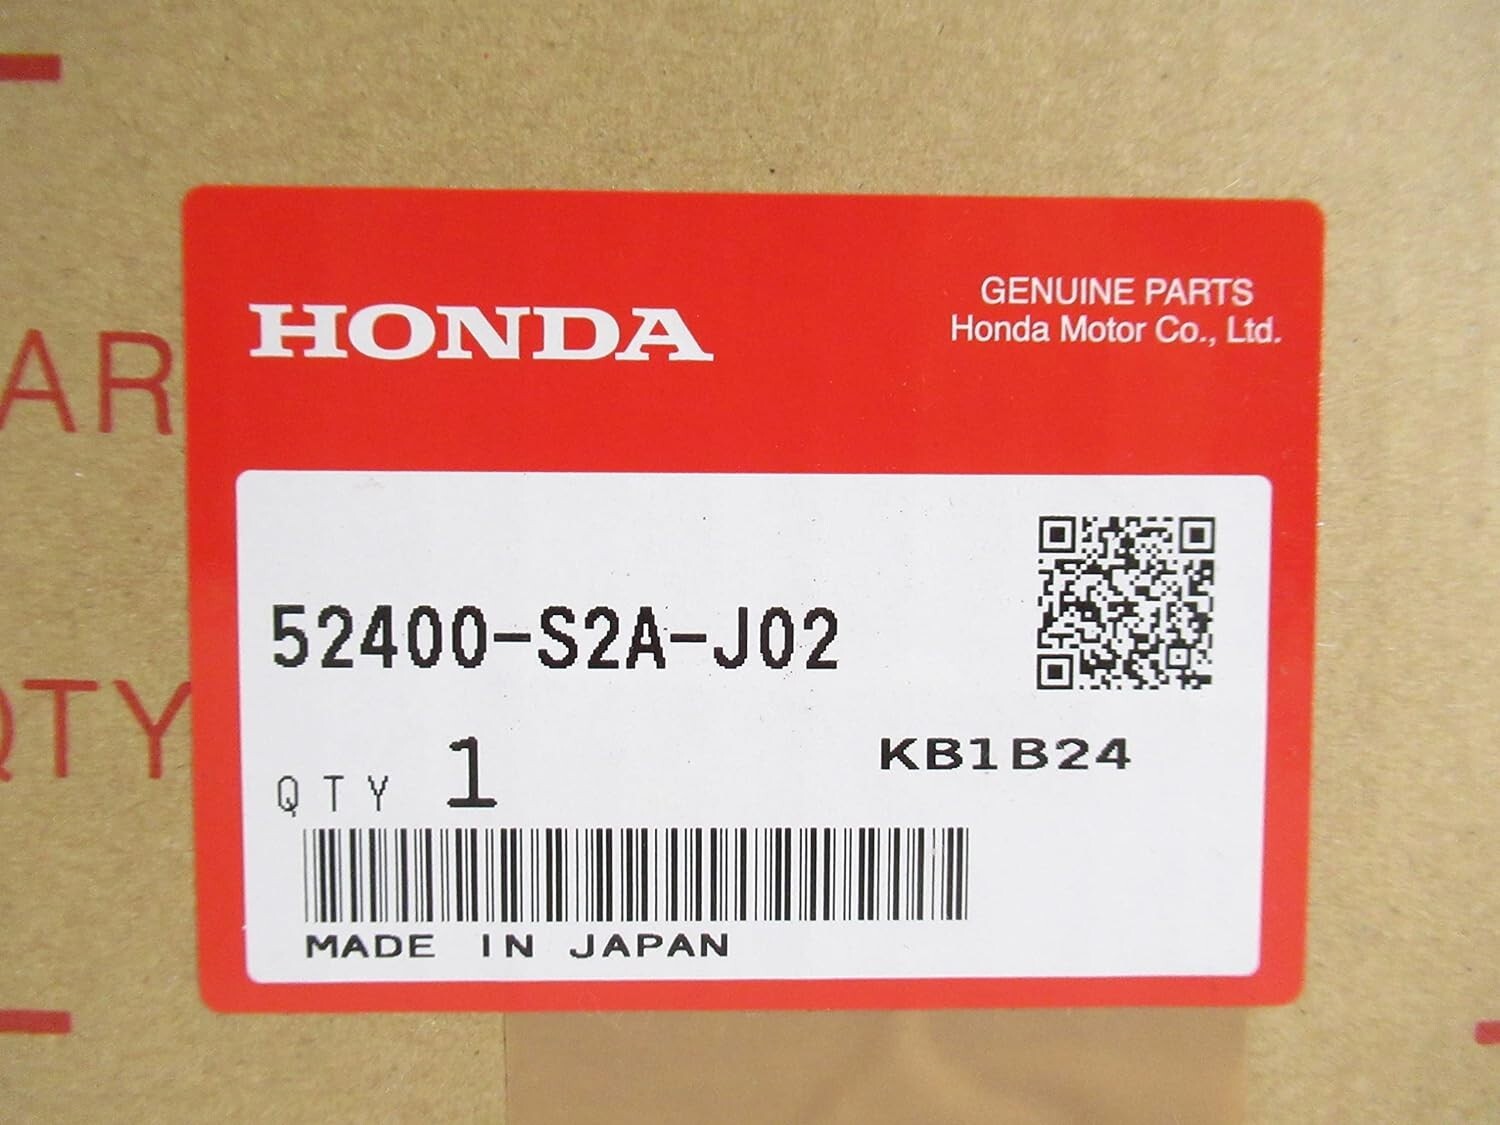 HONDA
GENUINE PARTS
Honda Motor Co., Ltd.
AR
52400-S2A-J02
QTY
QTY 1
KB1B24
MADE IN JAPAN